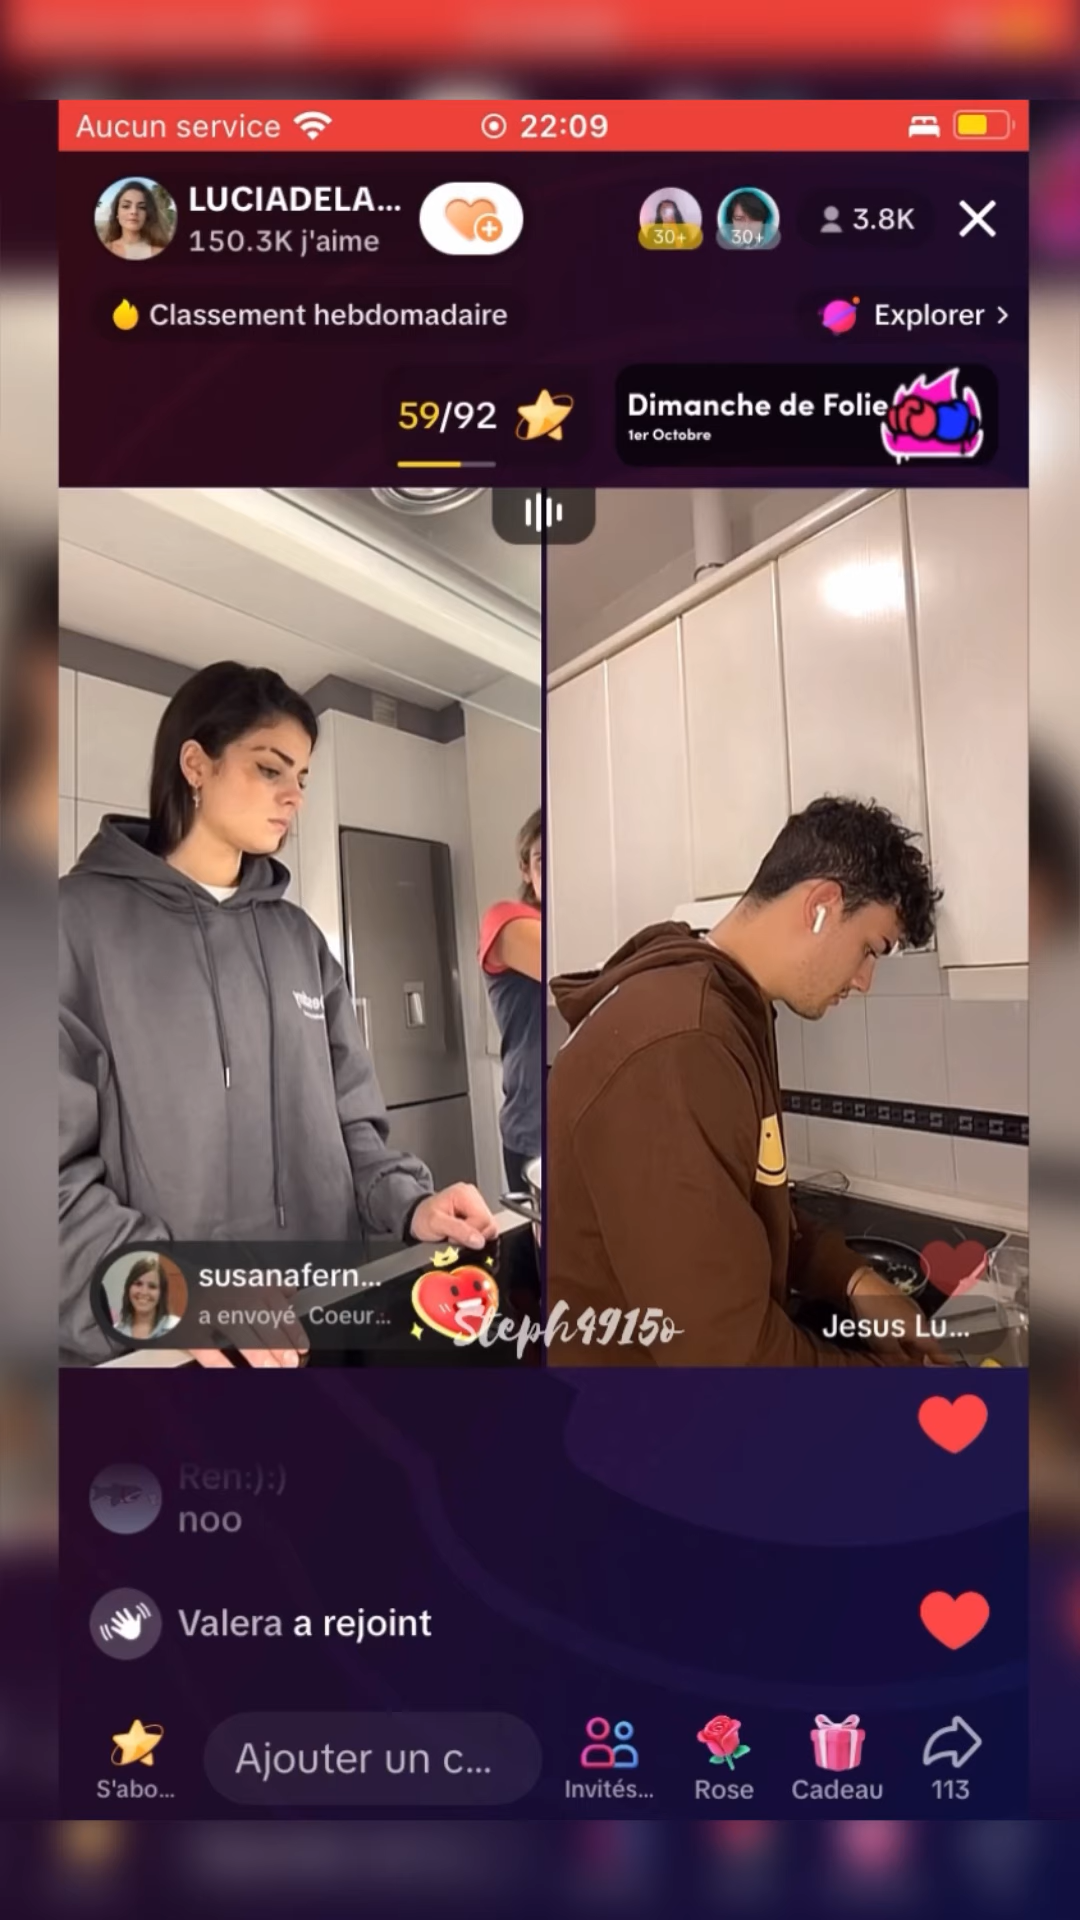 Aucun service
22:09
LUCIADELA...
150.3K j'aime
30+
30+
3.8K
Classement hebdomadaire
Explorer >
59/92
Dimanche de Folie
1er Octobre
susanafern...
a envoyé Coeur...
Steph4915o
Jesus Lu...
Ren:):)
noo
Valera a rejoint
Ajouter un c...
S'abo...
Invités...
Rose
Cadeau
113